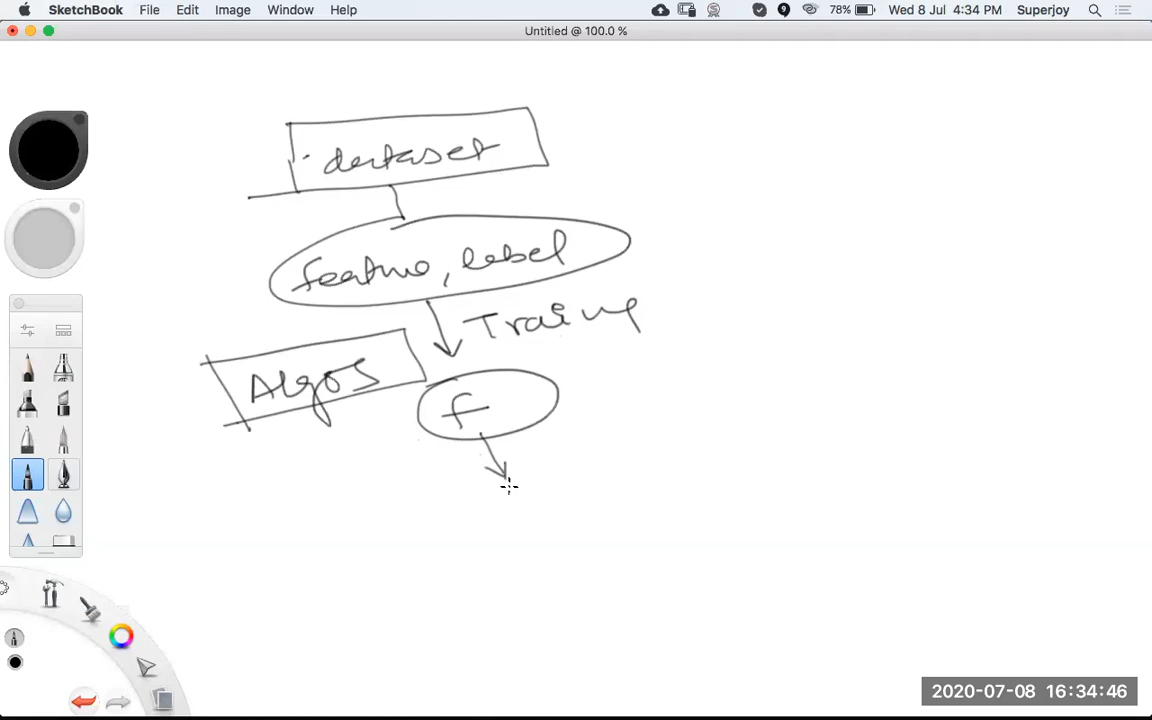 SketchBook File Edit Image Window Help 78% Wed 8 Jul 4:34 PM Superjoy
Untitled @ 100.0 %
dataset
feature, label
Training
Algos
f
2020-07-08 16:34:46